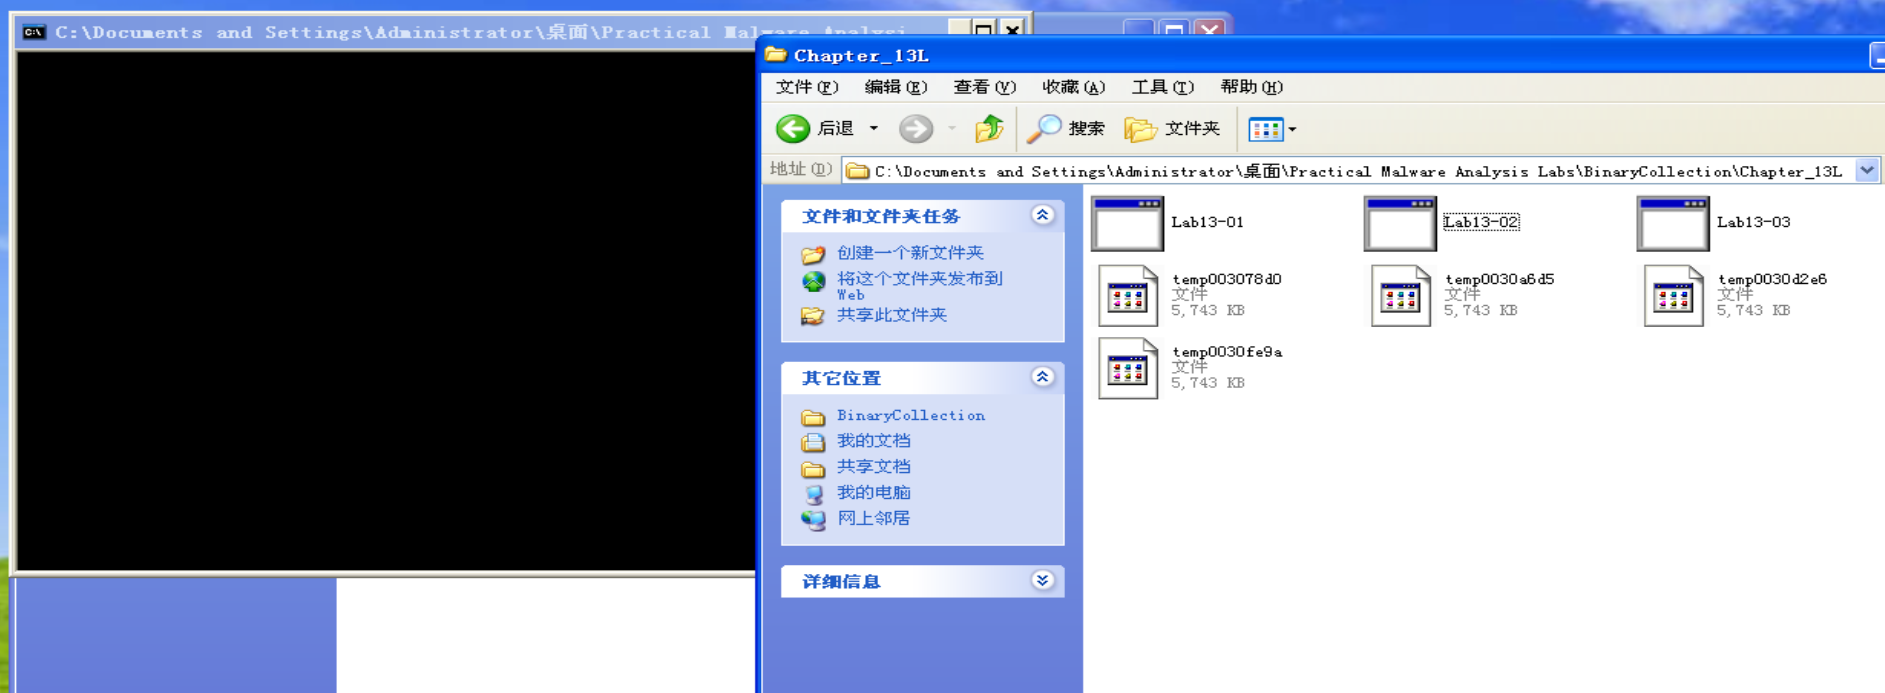 C:\Documents and Settings\Administrator\桌面\Practical Malware Analysi
Chapter_13L
文件(F) 编辑(E) 查看(V) 收藏(A) 工具(T) 帮助(H)
后退 搜索 文件夹
地址(D) C:\Documents and Settings\Administrator\桌面\Practical Malware Analysis Labs\BinaryCollection\Chapter_13L
文件和文件夹任务
创建一个新文件夹
将这个文件夹发布到
Web
共享此文件夹
其它位置
BinaryCollection
我的文档
共享文档
我的电脑
网上邻居
详细信息
Lab13-01 Lab13-02 Lab13-03
temp003078d0 temp0030a6d5 temp0030d2e6
文件 文件 文件
5,743 KB 5,743 KB 5,743 KB
temp0030fe9a
文件
5,743 KB